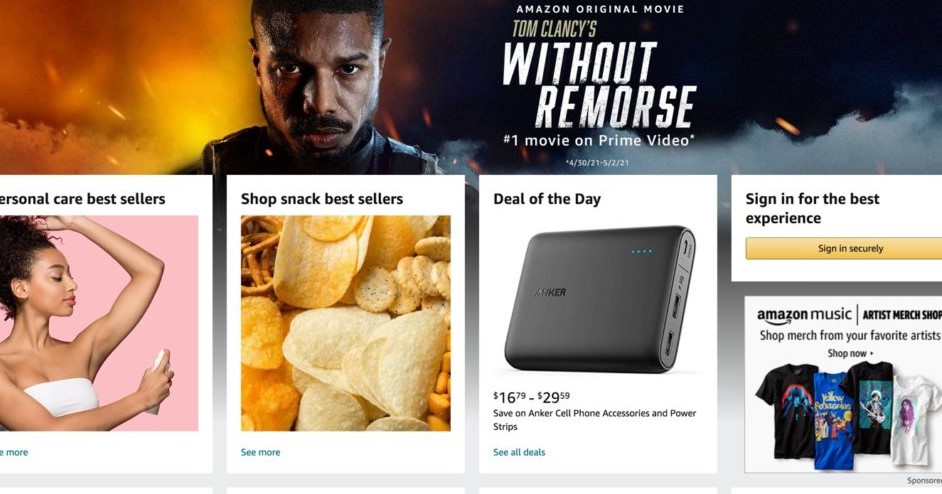 AMAZON ORIGINAL MOVIE
TOM CLANCY'S
WITHOUT
REMORSE
#1 movie on Prime Video*
*4/30/21-5/2/21
ersonal care best sellers
e more
Shop snack best sellers
See more
Deal of the Day
ANKER
$16.79 - $29.59
Save on Anker Cell Phone Accessories and Power
Strips
See all deals
Sign in for the best
experience
Sign in securely
amazon music | ARTIST MERCH SHOP
Shop merch from your favorite artists
Shop now
Sponsored